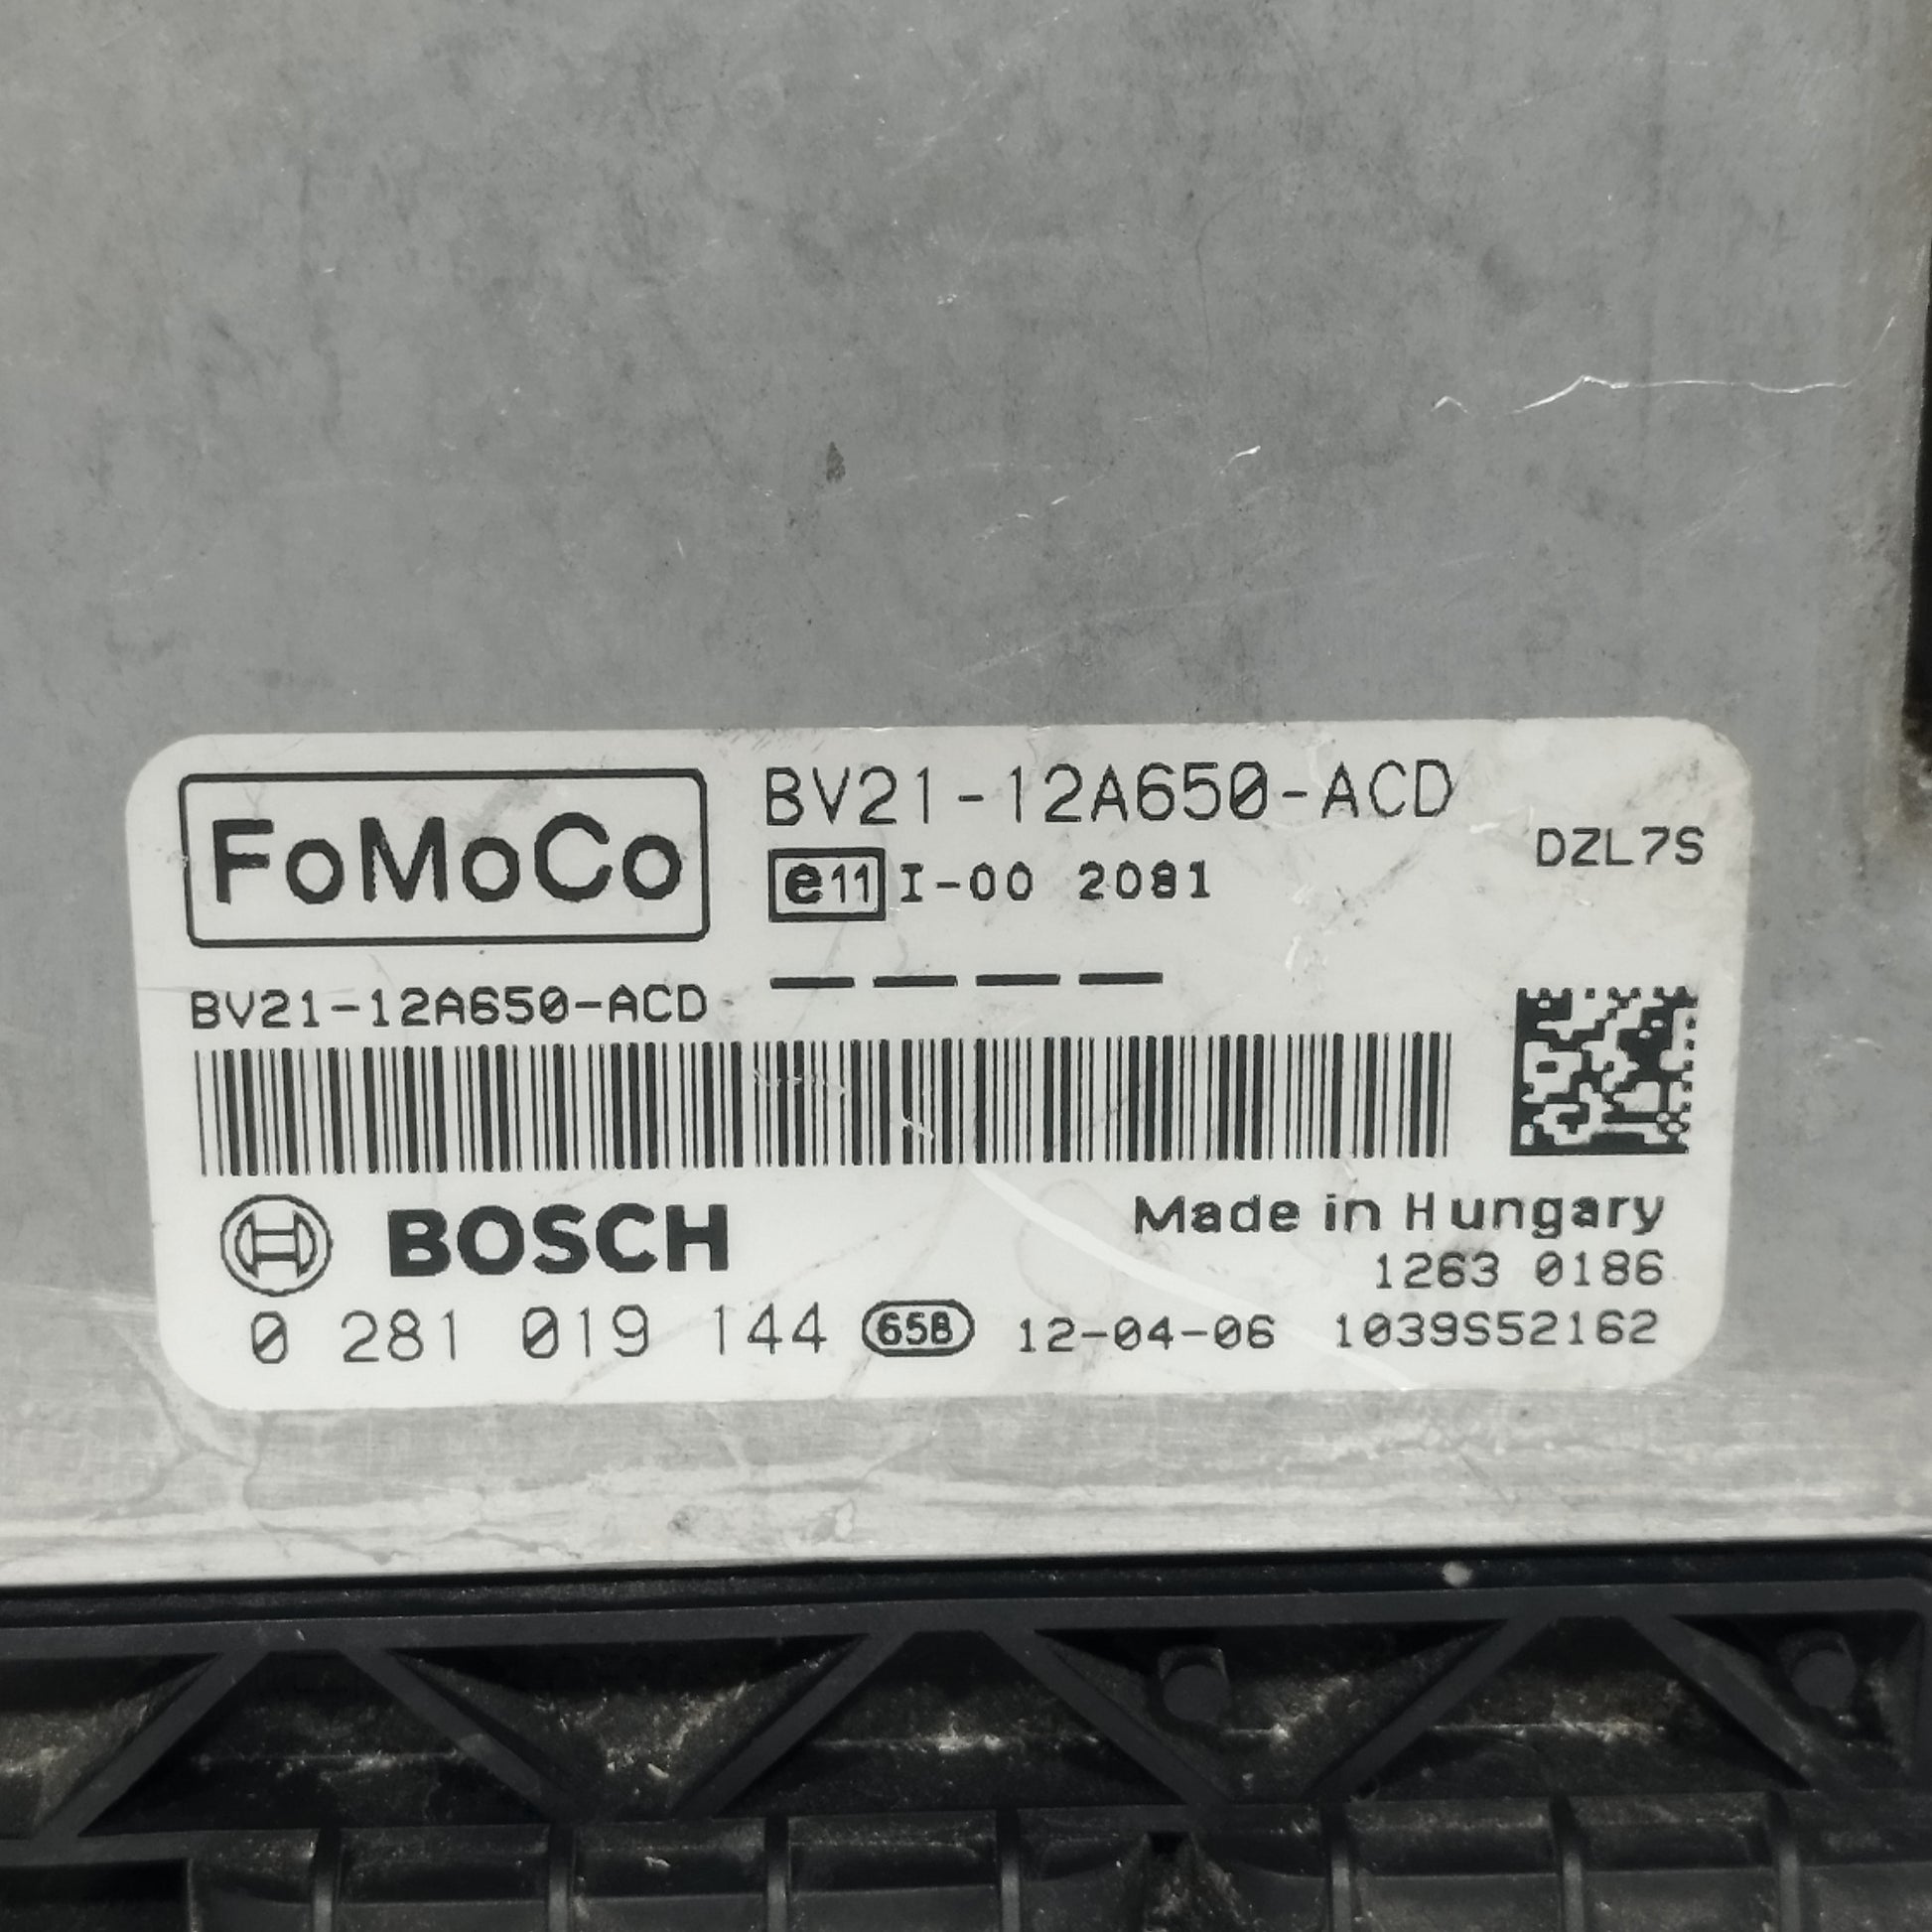 FoMoCo
BV21-12A650-ACD
e11 I-00 2081
DZL7S
BV21-12A650-ACD
BOSCH
Made in Hungary
1263 0186
0 281 019 144 65B 12-04-06 1039S52162